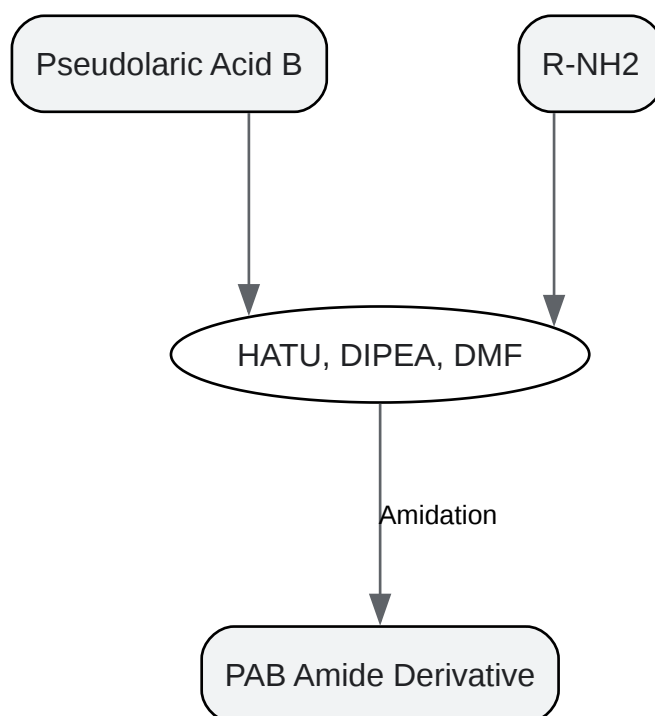 Pseudolaric Acid B
R-NH2
HATU, DIPEA, DMF
Amidation
PAB Amide Derivative